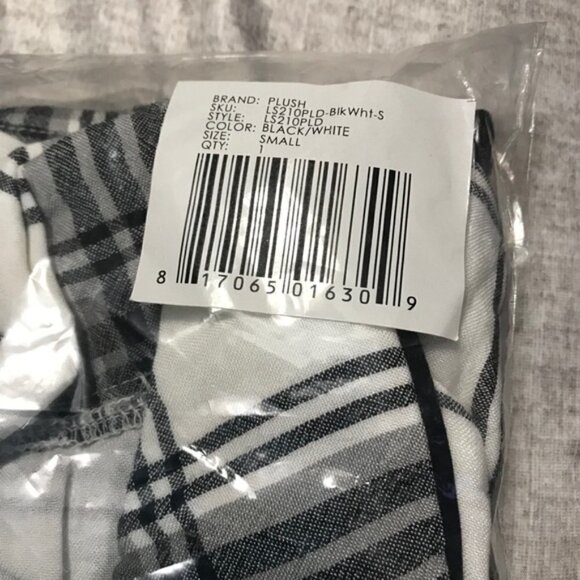 BRAND: PLUSH
SKU: LS210PLD-BlkWht-S
STYLE: LS210PLD
COLOR: BLACK/WHITE
SIZE: SMALL
QTY: 1
8 17065 01630 9